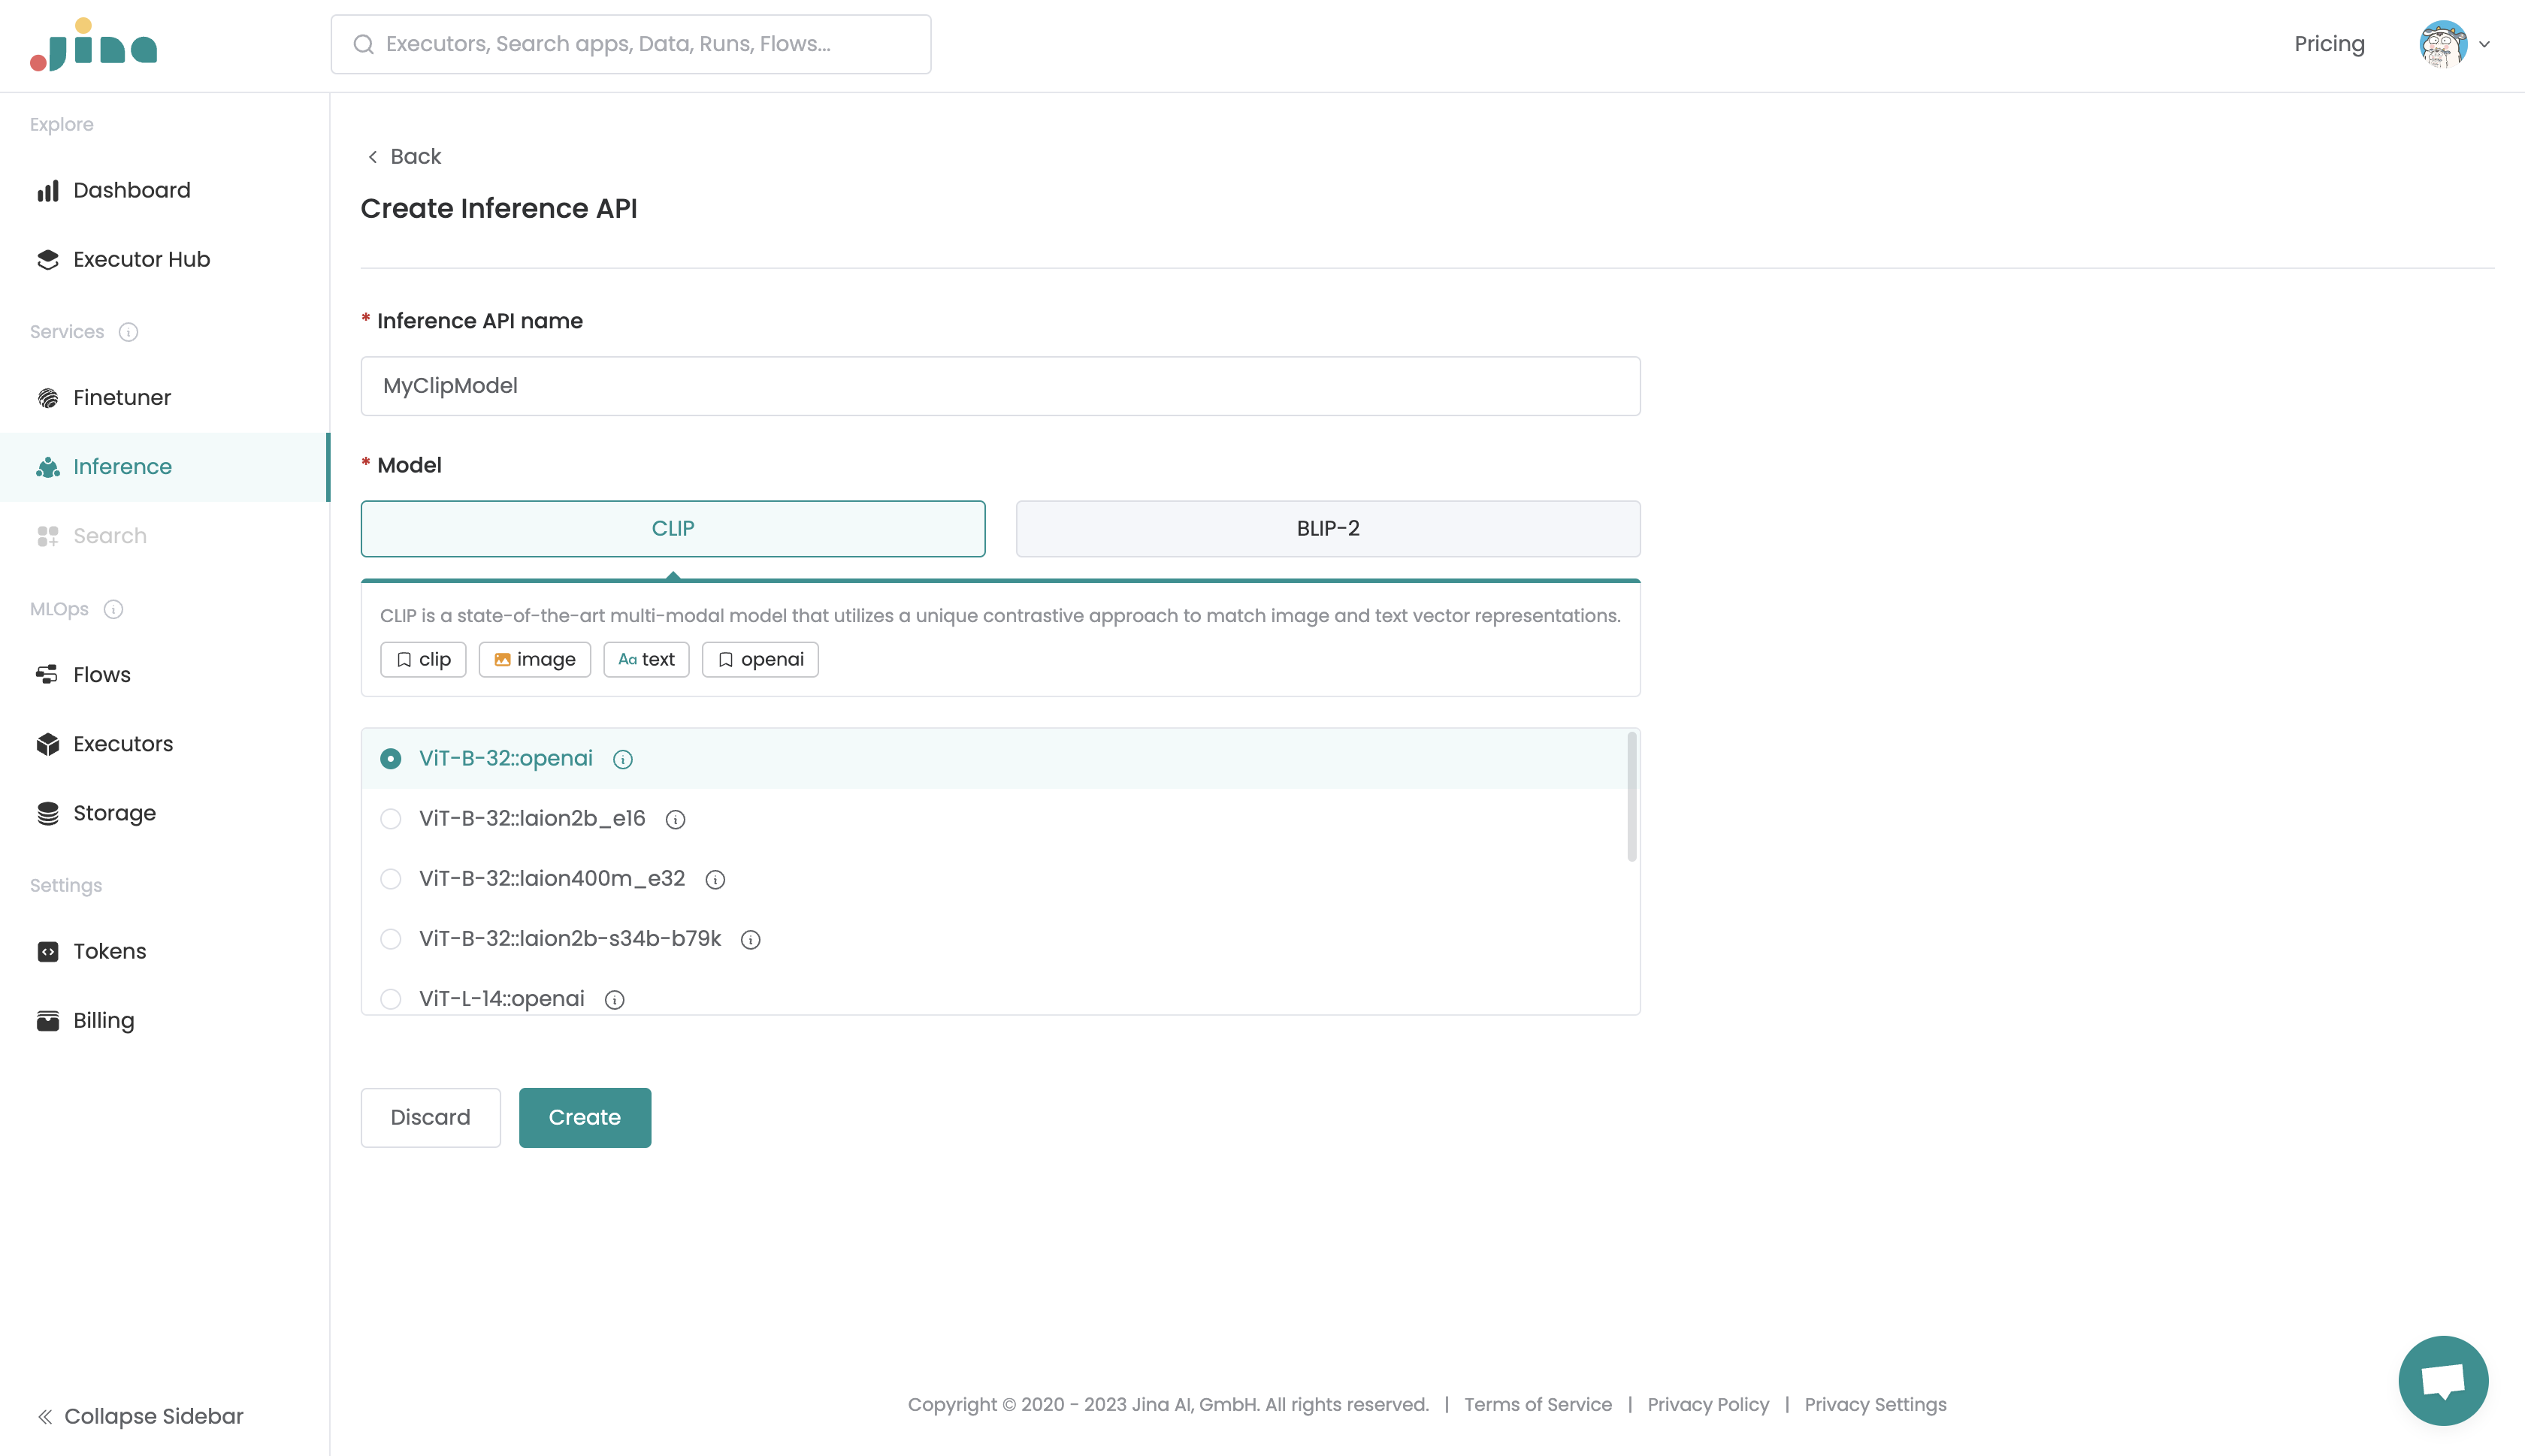 Jina
Executors, Search apps, Data, Runs, Flows...
Pricing
Explore
Dashboard
Executor Hub
Services
Finetuner
Inference
Search
MLOps
Flows
Executors
Storage
Settings
Tokens
Billing
Collapse Sidebar
Back
Create Inference API
* Inference API name
MyClipModel
* Model
CLIP
BLIP-2
CLIP is a state-of-the-art multi-modal model that utilizes a unique contrastive approach to match image and text vector representations.
clip
image
Aa text
openai
ViT-B-32::openai
ViT-B-32::laion2b_e16
ViT-B-32::laion400m_e32
ViT-B-32::laion2b-s34b-b79k
ViT-L-14::openai
Discard
Create
Copyright © 2020 - 2023 Jina AI, GmbH. All rights reserved. | Terms of Service | Privacy Policy | Privacy Settings